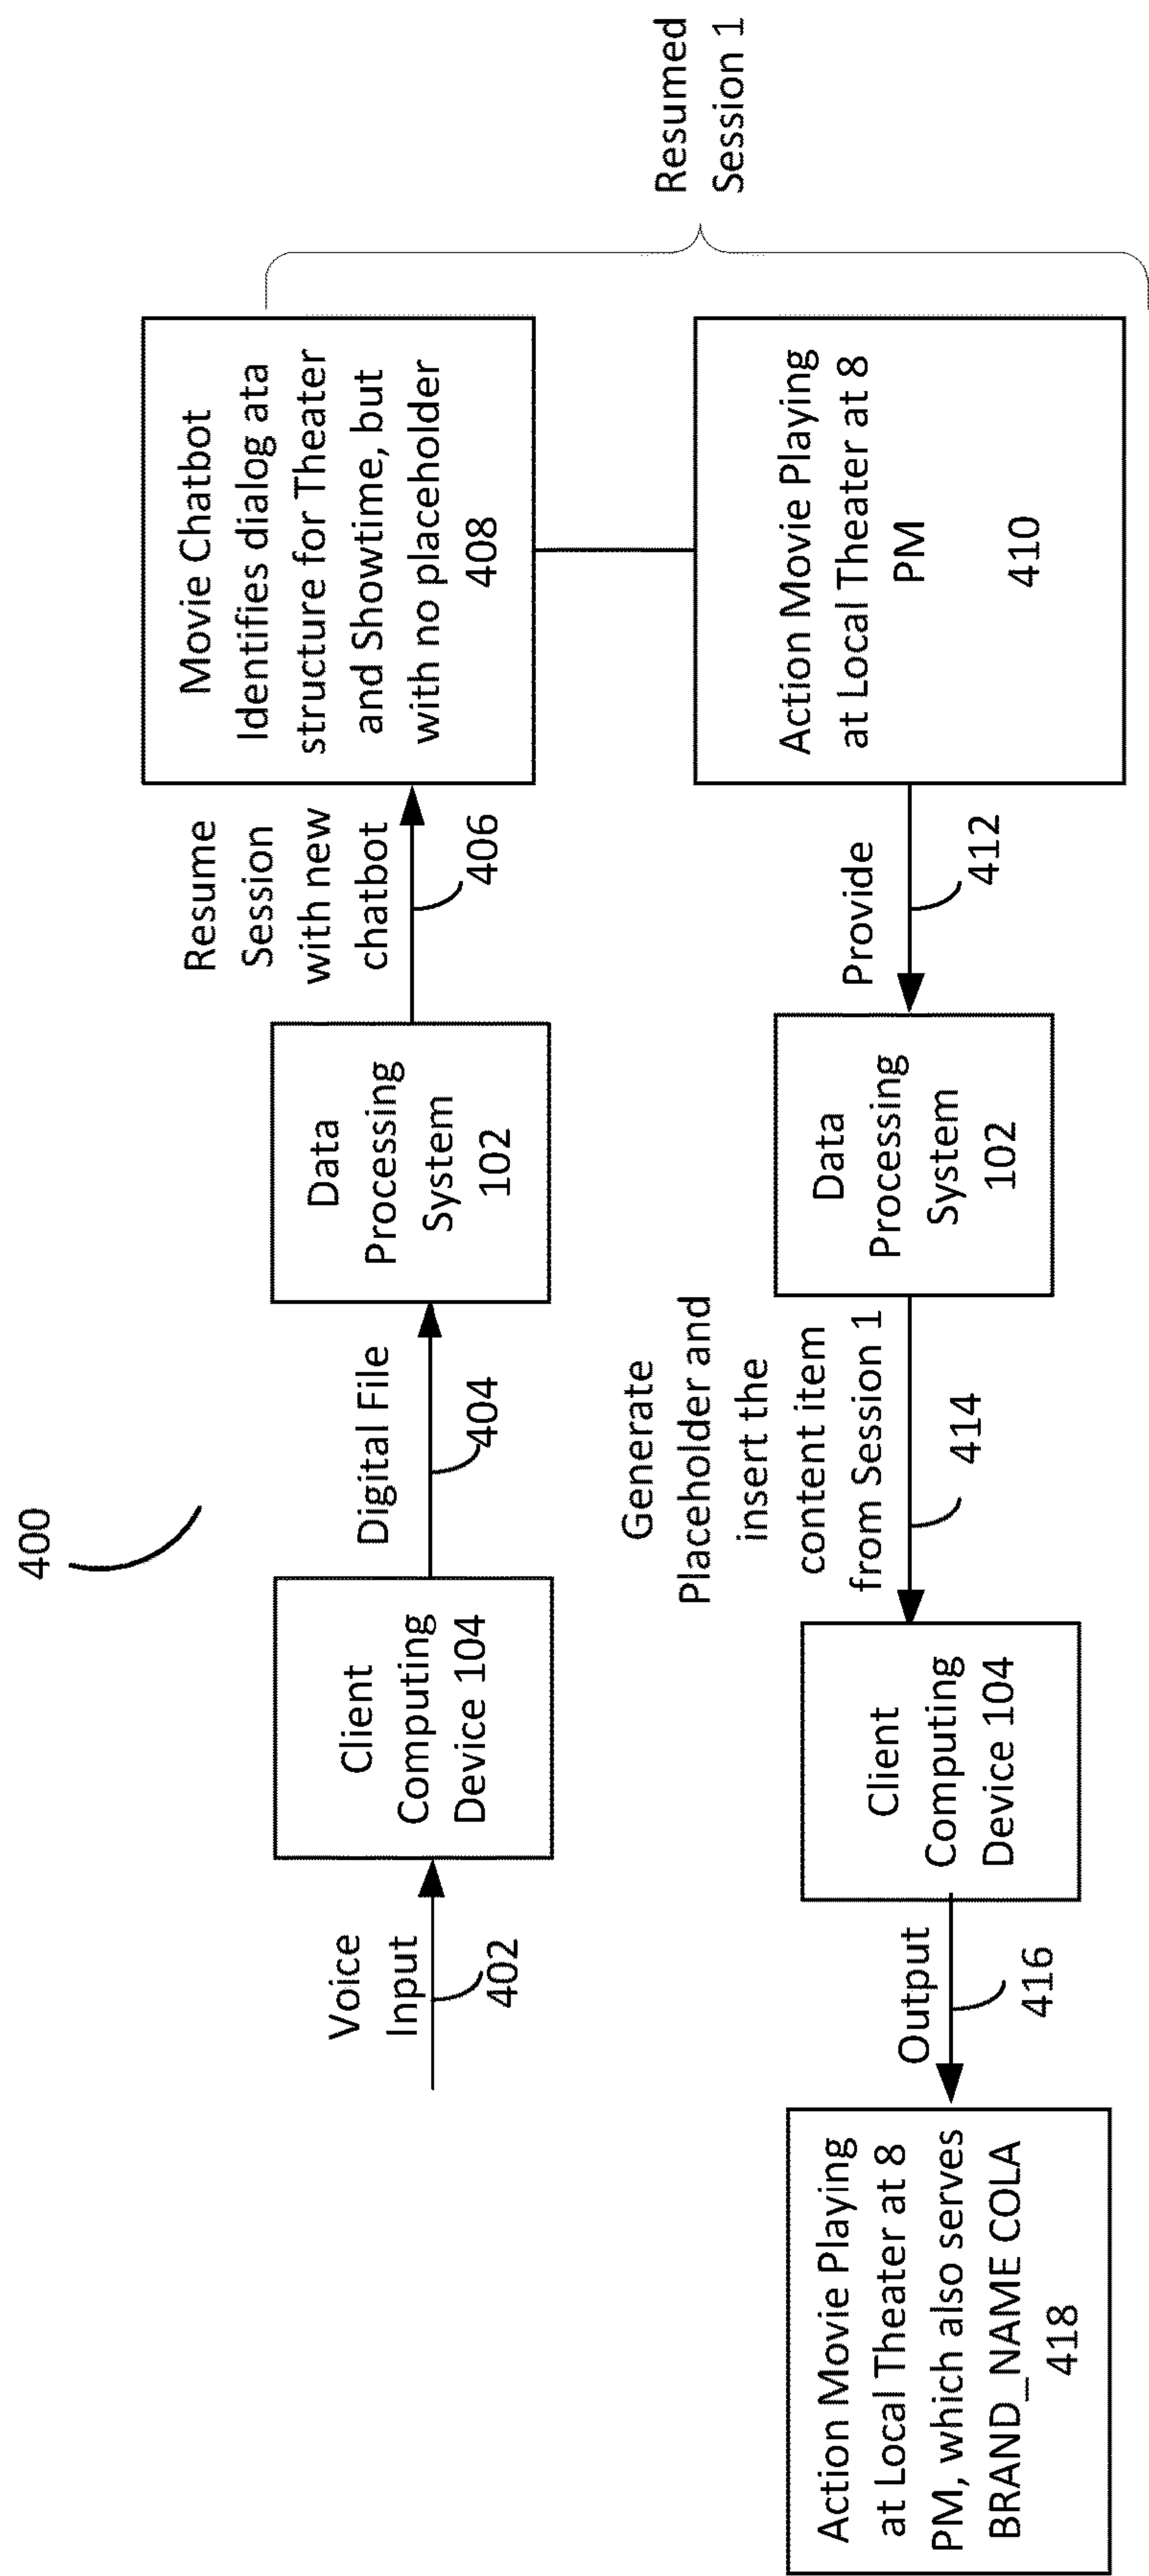 400
Voice
Input
402
Client
Computing
Device 104
Digital File
404
Data
Processing
System
102
Resume
Session
with new
chatbot
406
Movie Chatbot
Identifies dialog ata
structure for Theater
and Showtime, but
with no placeholder
408
Resumed
Session 1
Action Movie Playing
at Local Theater at 8
PM
410
Provide
412
Data
Processing
System
102
Generate
Placeholder and
insert the
content item
from Session 1
414
Client
Computing
Device 104
Output
416
Action Movie Playing
at Local Theater at 8
PM, which also serves
BRAND_NAME COLA
418